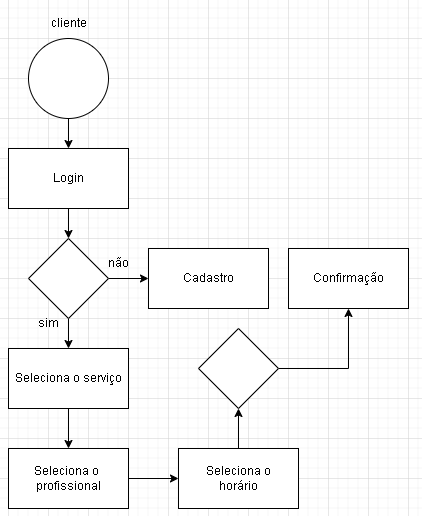 cliente
Login
não
Cadastro
Confirmação
sim
Seleciona o serviço
Seleciona o
profissional
Seleciona o
horário